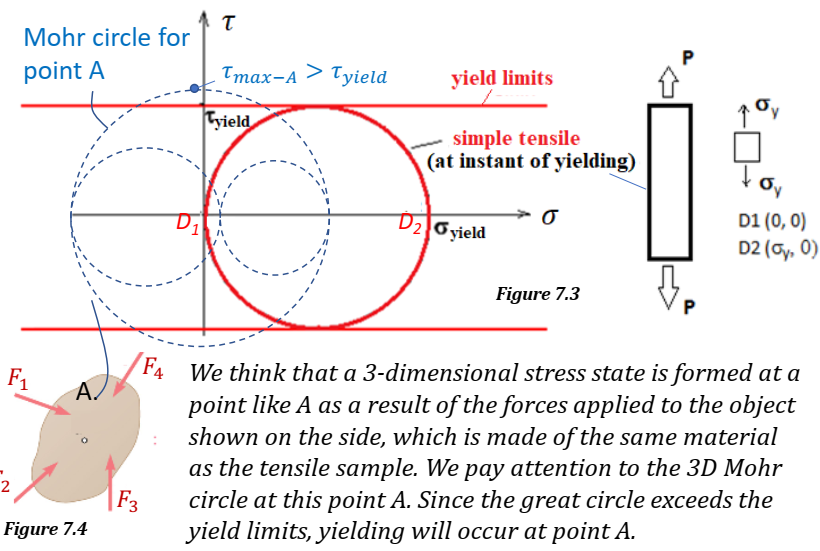 Mohr circle for
point A
τ
τmax−A > τyield
yield limits
τyield
simple tensile
(at instant of yielding)
D1
D2
σyield
σ
Figure 7.3
P
σy
σy
D1 (0, 0)
D2 (σy, 0)
P
F1
F4
A.
2
F3
Figure 7.4
We think that a 3-dimensional stress state is formed at a
point like A as a result of the forces applied to the object
shown on the side, which is made of the same material
as the tensile sample. We pay attention to the 3D Mohr
circle at this point A. Since the great circle exceeds the
yield limits, yielding will occur at point A.